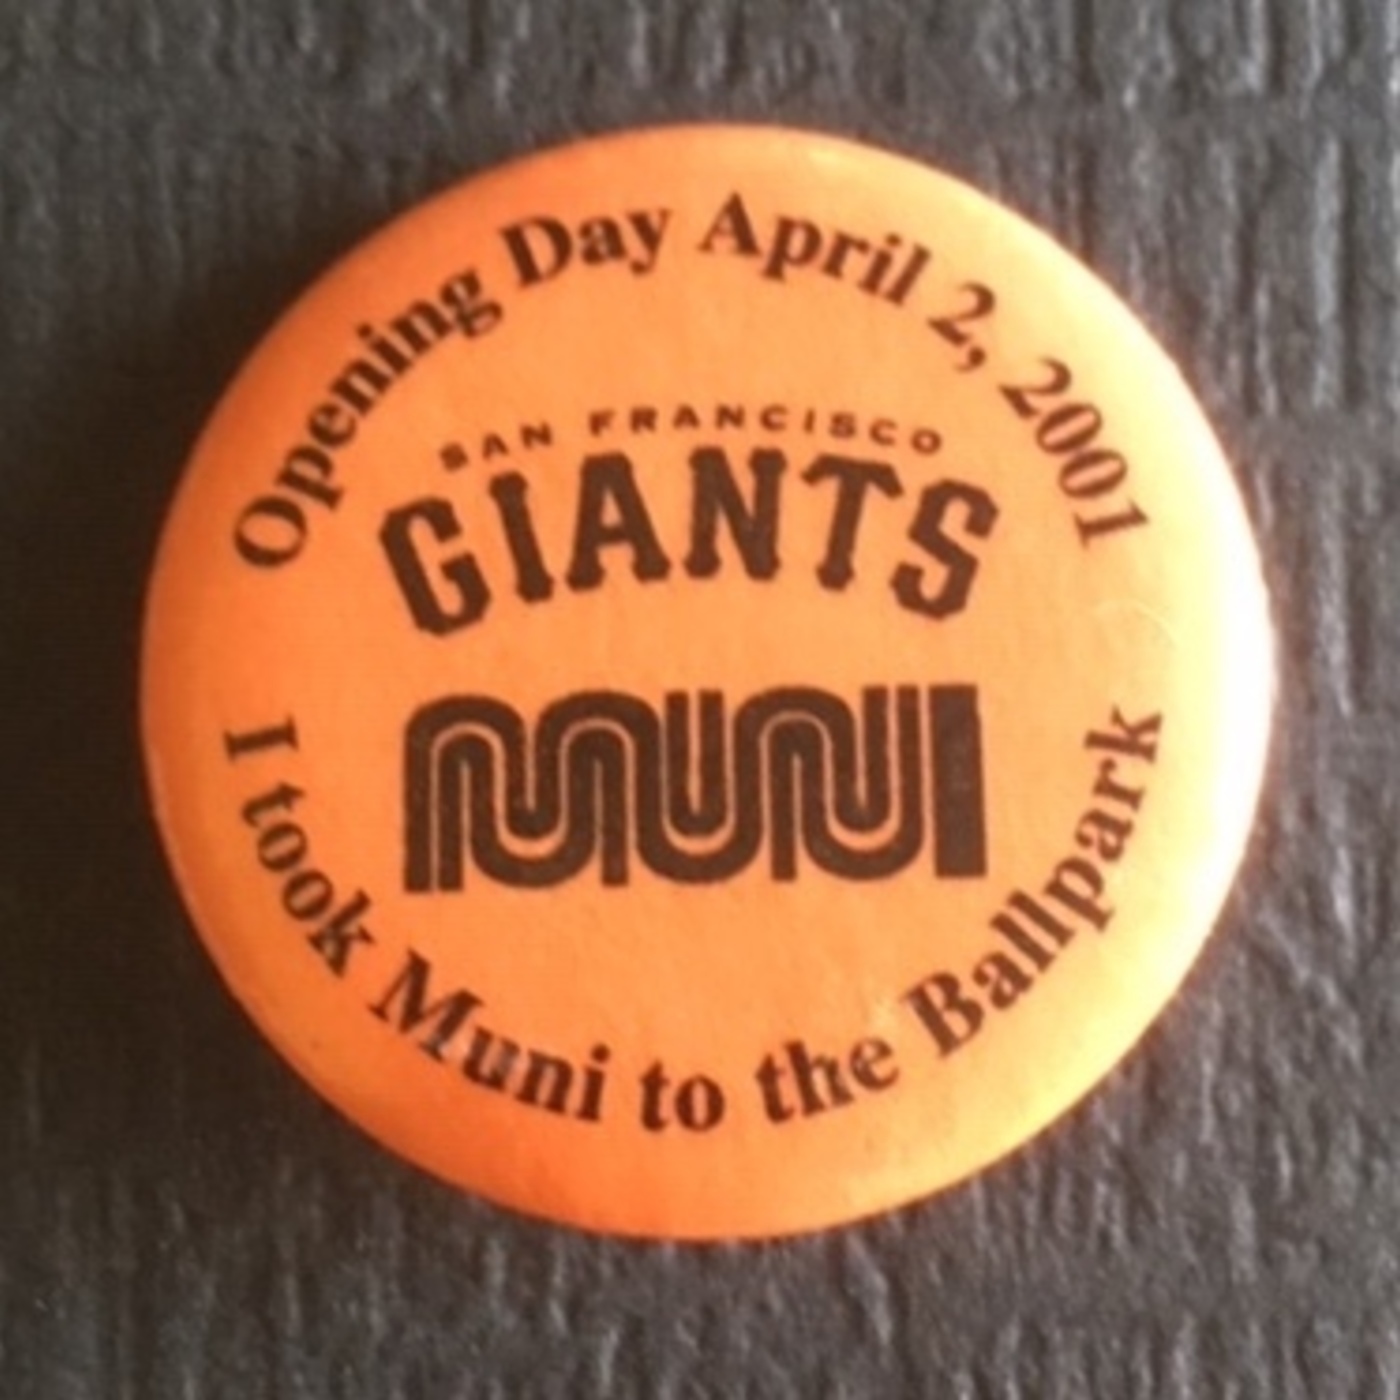 Opening Day April 2, 2001
SAN FRANCISCO
GIANTS
MUNI
I took Muni to the Ballpark